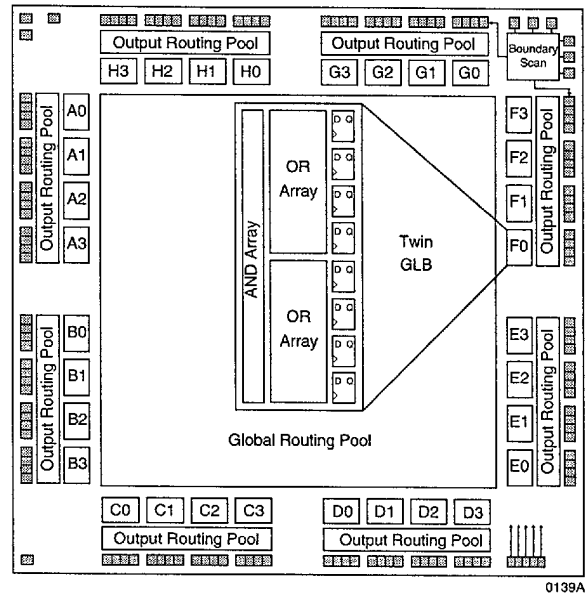 Output Routing Pool
H3 H2 H1 H0
Output Routing Pool
G3 G2 G1 G0
Boundary
Scan
Output Routing Pool
A0
A1
A2
A3
Output Routing Pool
B0
B1
B2
B3
AND Array
OR
Array
D Q
D Q
D Q
D Q
OR
Array
D Q
D Q
D Q
D Q
Twin
GLB
Global Routing Pool
F3
F2
F1
F0
Output Routing Pool
E3
E2
E1
E0
Output Routing Pool
C0 C1 C2 C3
Output Routing Pool
D0 D1 D2 D3
Output Routing Pool
0139A